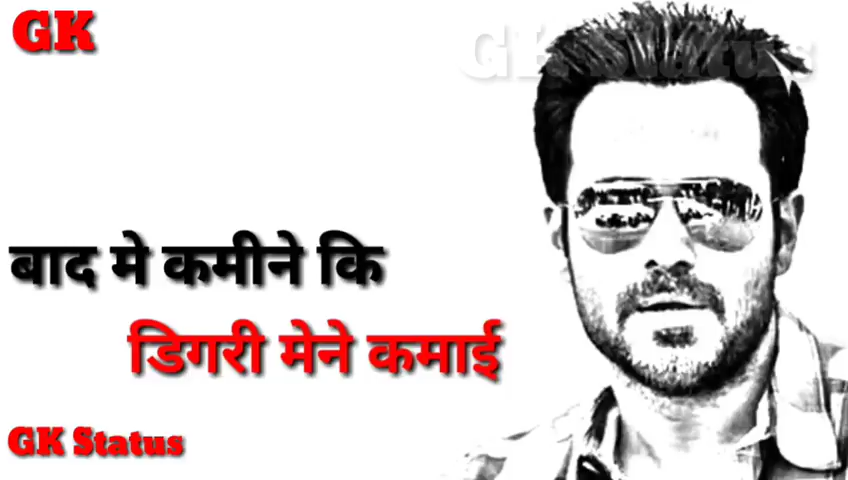 GK
GK Status
बाद मे कमीने कि
डिगरी मेने कमाई
GK Status